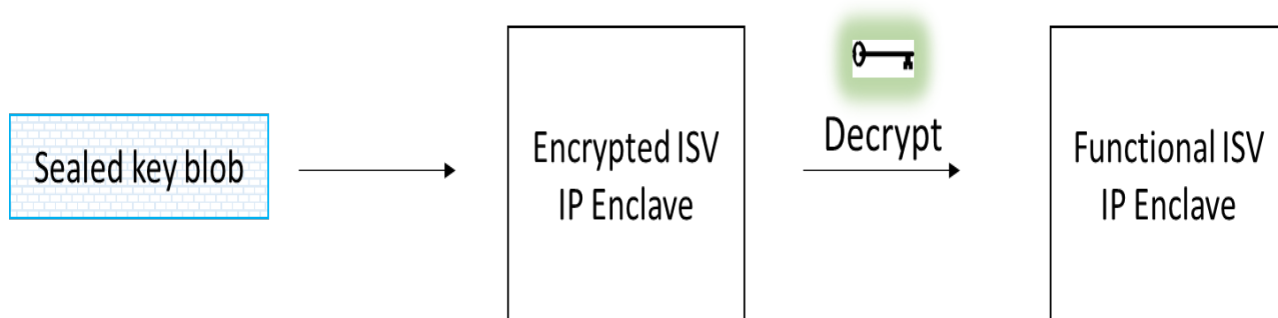 Sealed key blob
Encrypted ISV
IP Enclave
Decrypt
Functional ISV
IP Enclave